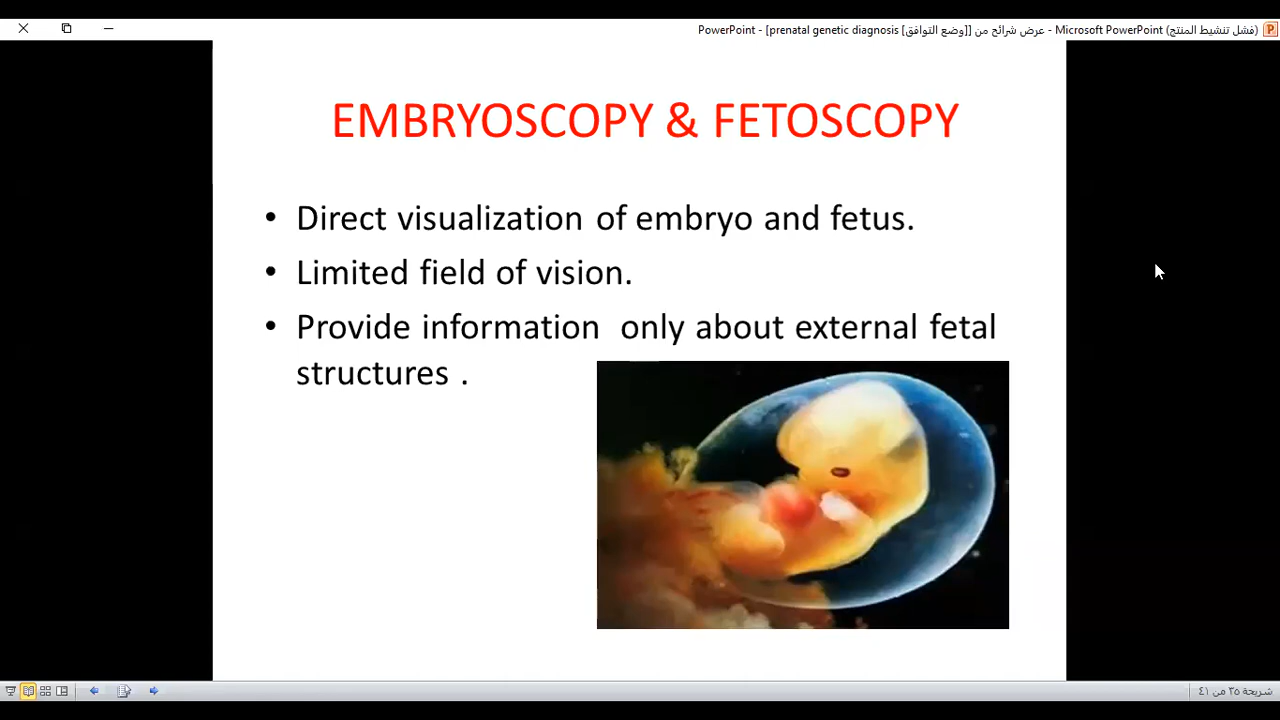 PowerPoint - [prenatal genetic diagnosis [وضع التوافق]] عرض شرائح من - Microsoft PowerPoint (فشل تنشيط المنتج)
EMBRYOSCOPY & FETOSCOPY
• Direct visualization of embryo and fetus.
• Limited field of vision.
• Provide information only about external fetal
structures .
شريحة ٣٥ من ٤١